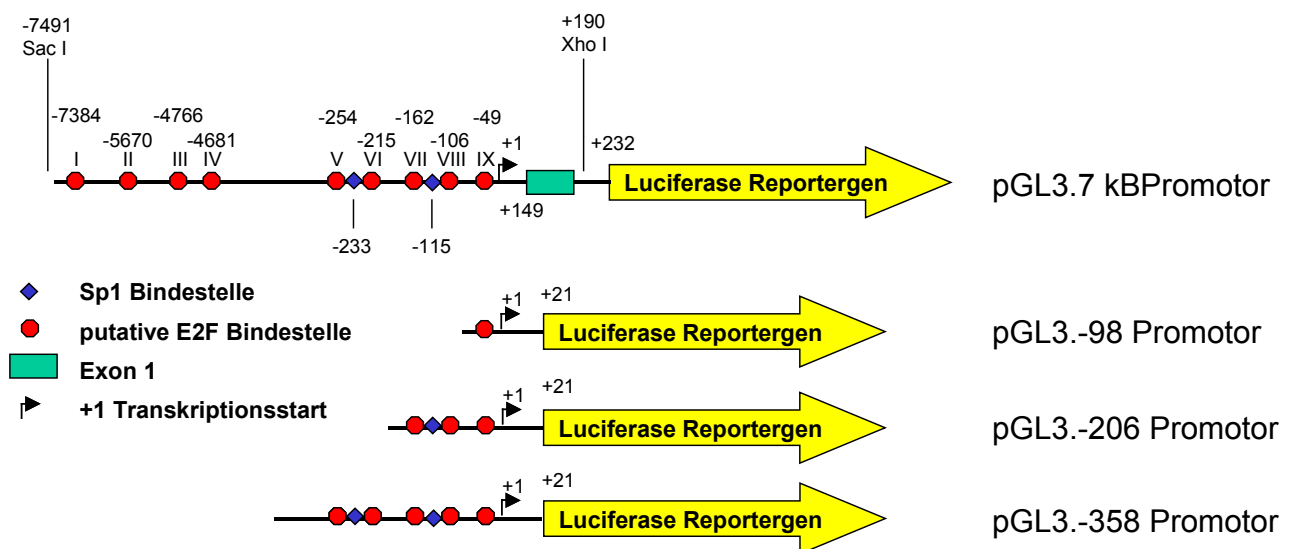 -7491
Sac I
+190
Xho I
-7384
-4766
-254
-162
-49
-5670
-4681
-215
-106
+1
+232
I
II
III
IV
V
VI
VII
VIII
IX
Luciferase Reportergen
pGL3.7 kBPromotor
+149
-233
-115
Sp1 Bindestelle
putative E2F Bindestelle
Exon 1
+1 Transkriptionsstart
+1
+21
Luciferase Reportergen
pGL3.-98 Promotor
+1
+21
Luciferase Reportergen
pGL3.-206 Promotor
+1
+21
Luciferase Reportergen
pGL3.-358 Promotor